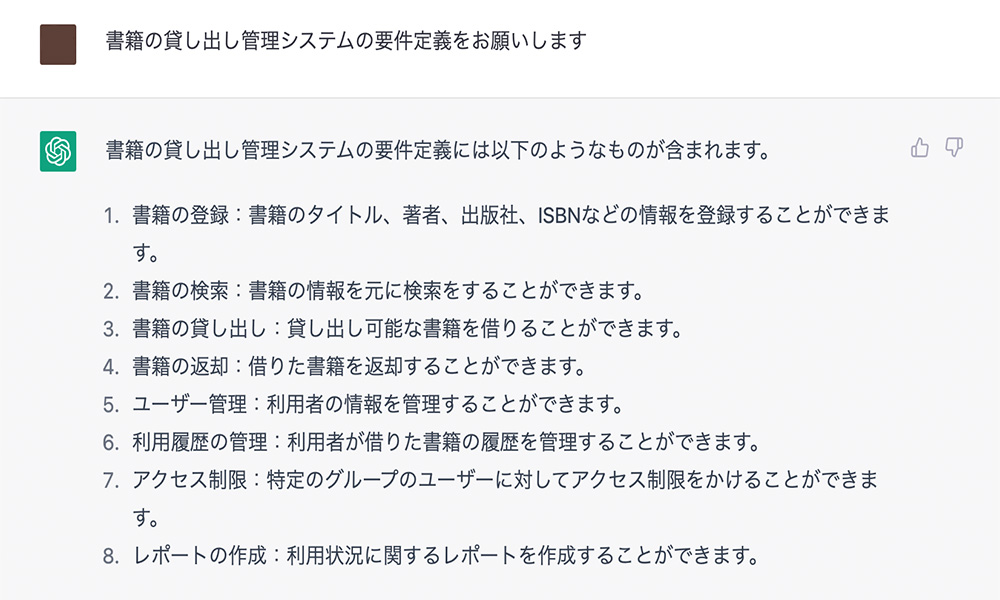 書籍の貸し出し管理システムの要件定義をお願いします
書籍の貸し出し管理システムの要件定義には以下のようなものが含まれます。
1. 書籍の登録：書籍のタイトル、著者、出版社、ISBNなどの情報を登録することができま
す。
2. 書籍の検索：書籍の情報を元に検索をすることができます。
3. 書籍の貸し出し：貸し出し可能な書籍を借りることができます。
4. 書籍の返却：借りた書籍を返却することができます。
5. ユーザー管理：利用者の情報を管理することができます。
6. 利用履歴の管理：利用者が借りた書籍の履歴を管理することができます。
7. アクセス制限：特定のグループのユーザーに対してアクセス制限をかけることができま
す。
8. レポートの作成：利用状況に関するレポートを作成することができます。